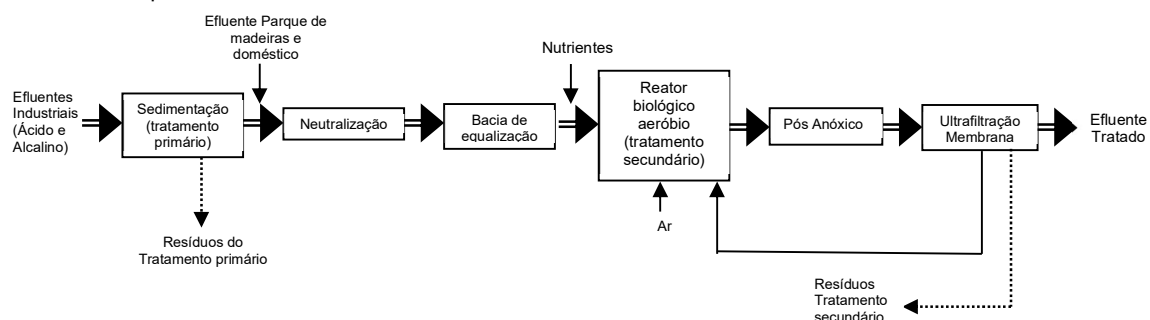 Efluente Parque de
madeiras e
doméstico
Nutrientes
Efluentes
Industriais
(Ácido e
Alcalino)
Sedimentação
(tratamento
primário)
Neutralização
Bacia de
equalização
Reator
biológico
aeróbio
(tratamento
secundário)
Pós Anóxico
Ultrafiltração
Membrana
Efluente
Tratado
Ar
Resíduos do
Tratamento primário
Resíduos
Tratamento
secundário